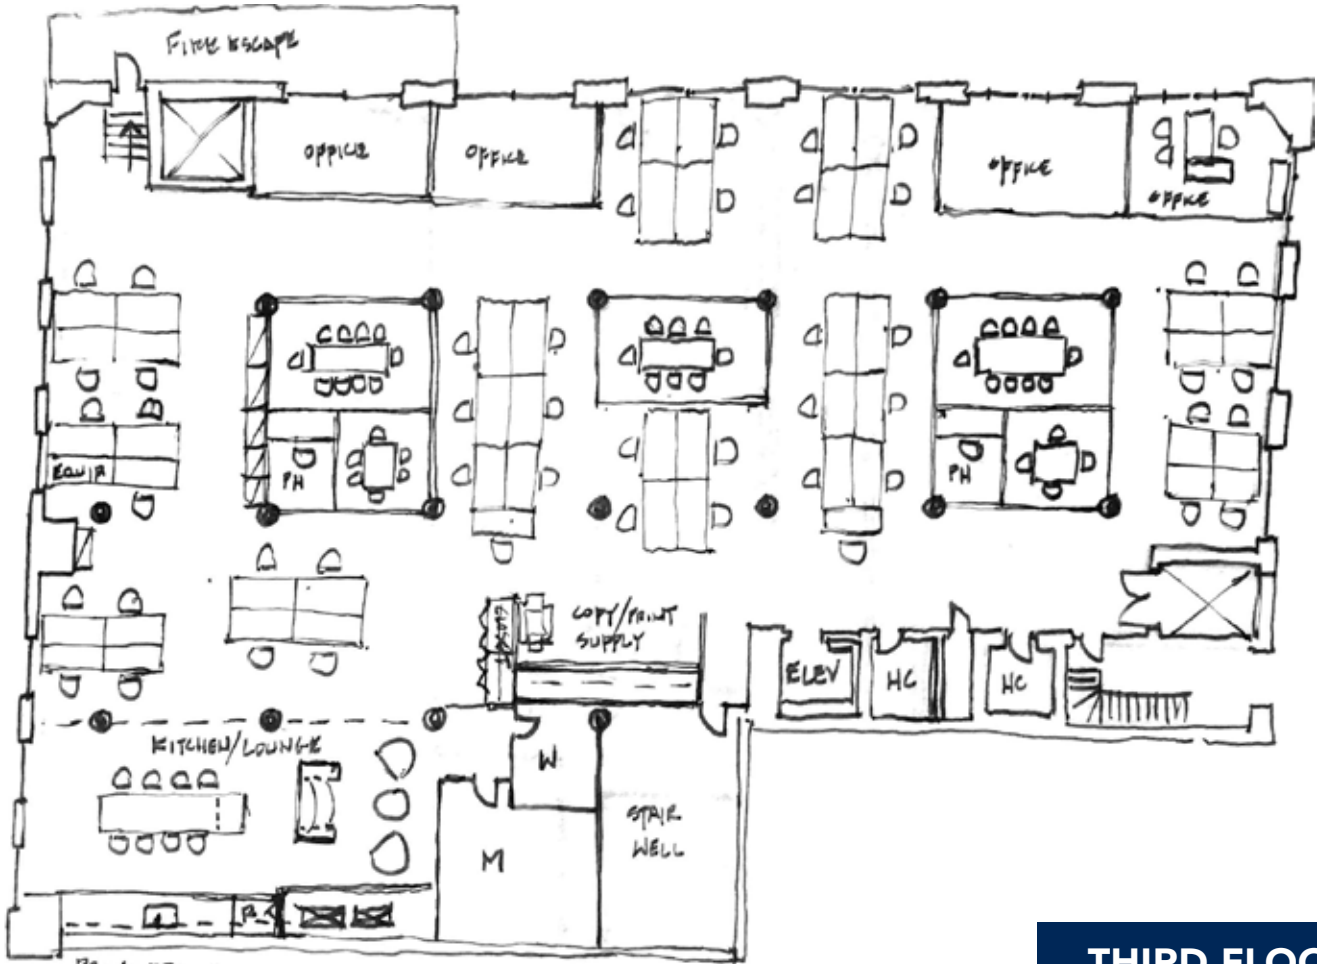 FIRE ESCAPE
OFFICE
OFFICE
OFFICE
OFFICE
EQUIP
PH
PH
COPY/PRINT
SUPPLY
ELEV
HC
HC
KITCHEN/LOUNGE
W
STAIR
WELL
M
THIRD FLOO